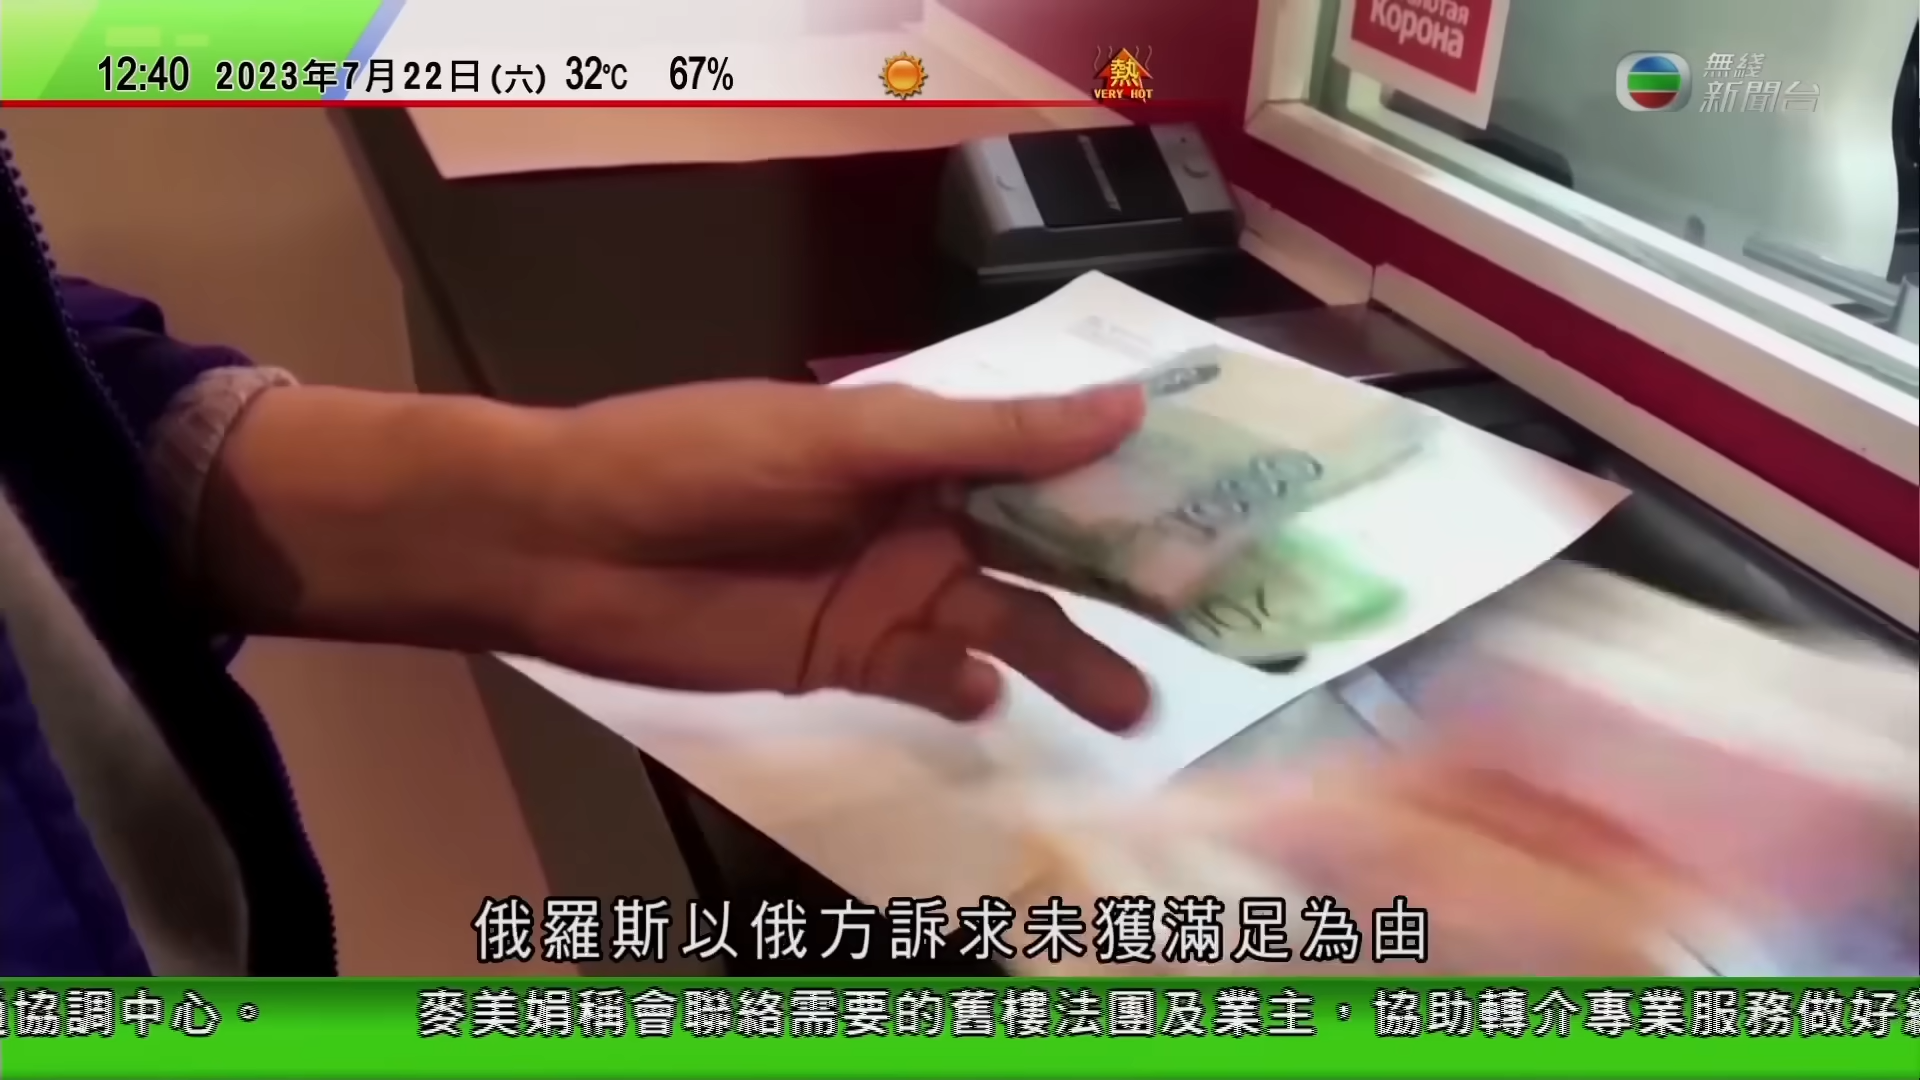 12:40 2023年7月22日(六) 32℃ 67%
熱
VERY HOT
無綫
新聞台
Корона
俄羅斯以俄方訴求未獲滿足為由
協調中心。 麥美娟稱會聯絡需要的舊樓法團及業主，協助轉介專業服務做好